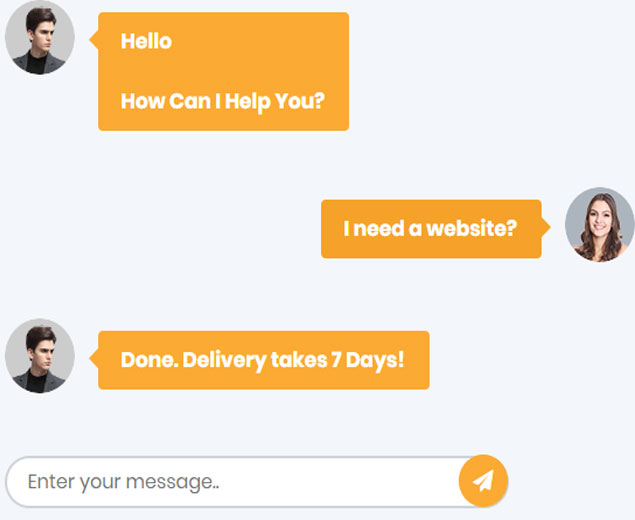 Hello
How Can I Help You?
I need a website?
Done. Delivery takes 7 Days!
Enter your message..